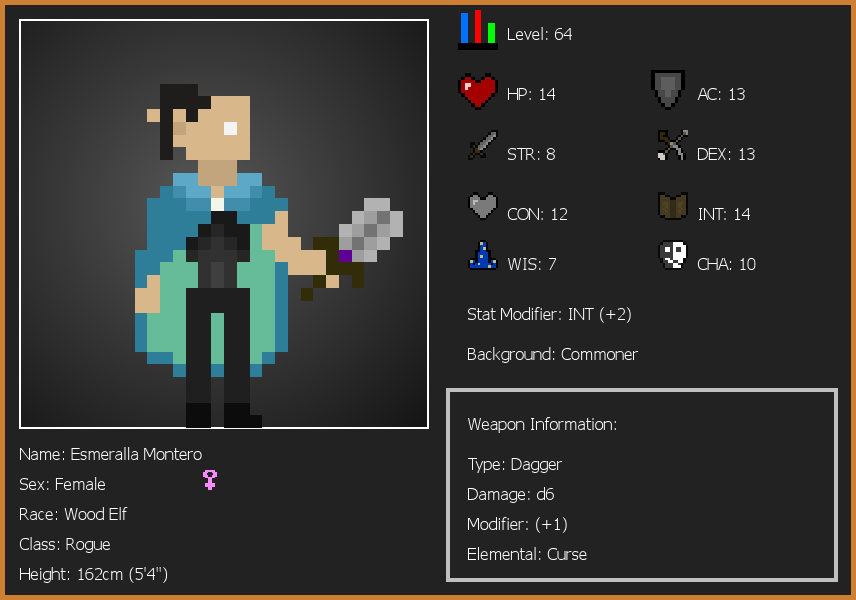 Level: 64
HP: 14
AC: 13
STR: 8
DEX: 13
CON: 12
INT: 14
WIS: 7
CHA: 10
Stat Modifier: INT (+2)
Background: Commoner
Weapon Information:
Type: Dagger
Damage: d6
Modifier: (+1)
Elemental: Curse
Name: Esmeralla Montero
Sex: Female
Race: Wood Elf
Class: Rogue
Height: 162cm (5'4")